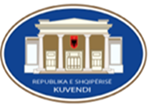 REPUBLIKA E SHQIPËRISË
KUVENDI